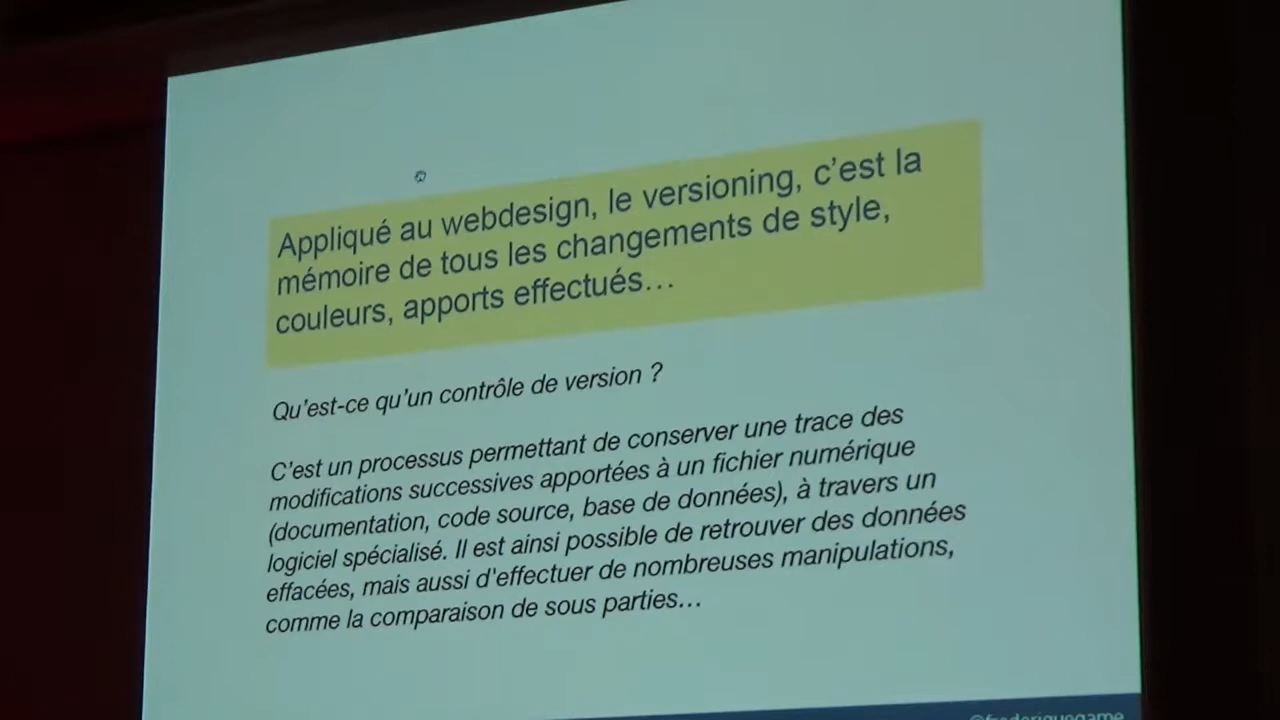 Appliqué au webdesign, le versioning, c’est la
mémoire de tous les changements de style,
couleurs, apports effectués…
Qu’est-ce qu’un contrôle de version ?
C’est un processus permettant de conserver une trace des
modifications successives apportées à un fichier numérique
(documentation, code source, base de données), à travers un
logiciel spécialisé. Il est ainsi possible de retrouver des données
effacées, mais aussi d'effectuer de nombreuses manipulations,
comme la comparaison de sous parties…